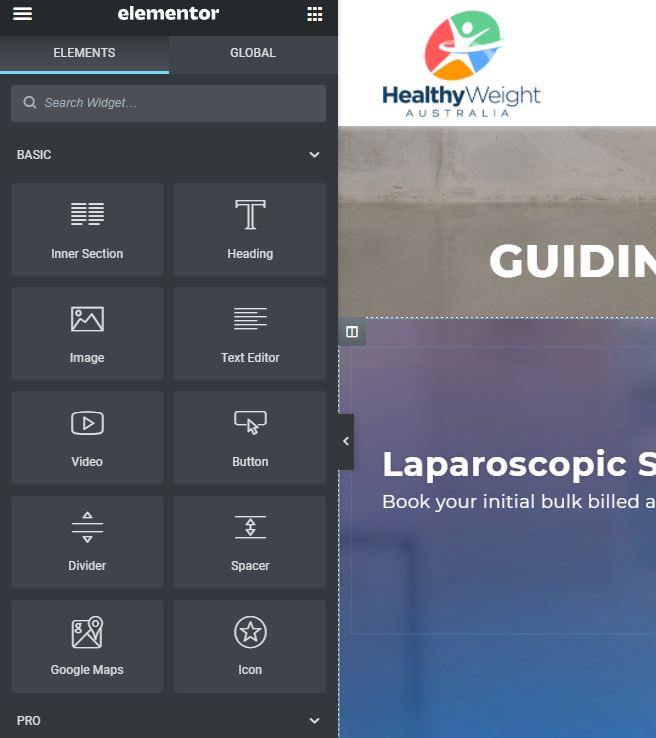 elementor
ELEMENTS GLOBAL
Search Widget...
BASIC
Inner Section Heading
Image Text Editor
Video Button
Divider Spacer
Google Maps Icon
PRO
HealthyWeight
AUSTRALIA
GUIDIN
Laparoscopic S
Book your initial bulk billed a